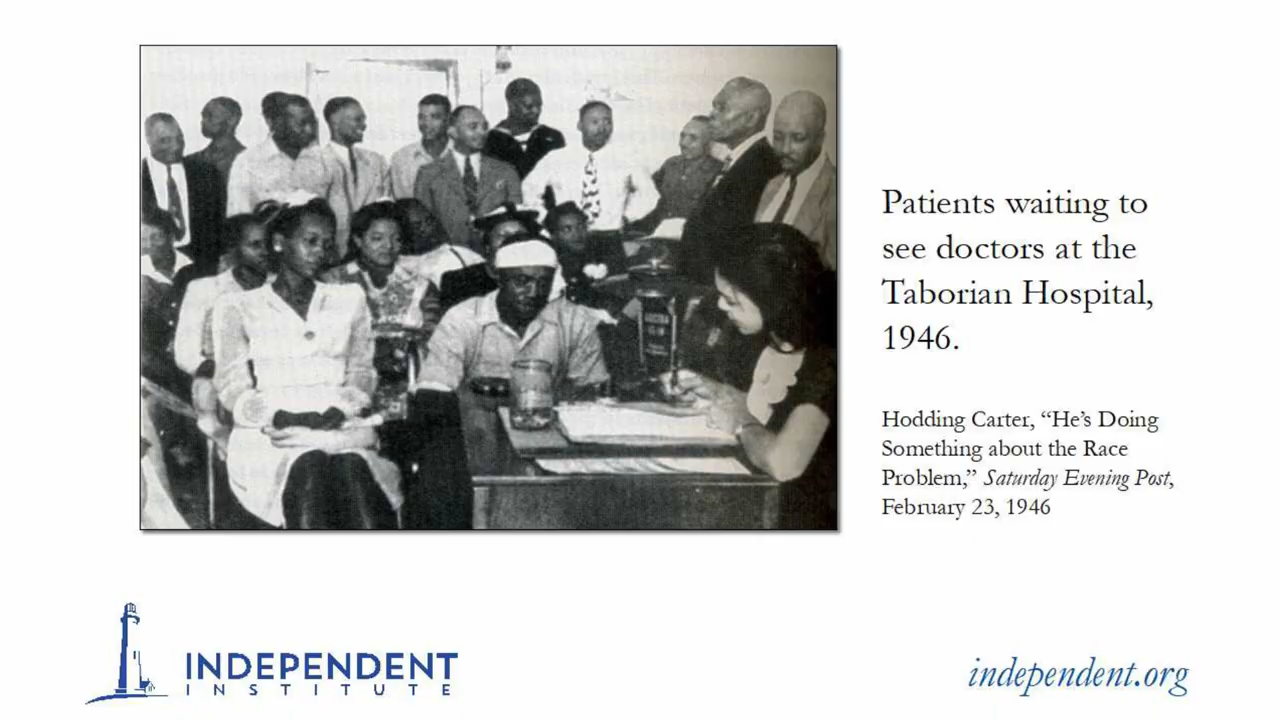 Patients waiting to
see doctors at the
Taborian Hospital,
1946.
Hodding Carter, “He’s Doing
Something about the Race
Problem,” Saturday Evening Post,
February 23, 1946
INDEPENDENT
INSTITUTE
independent.org